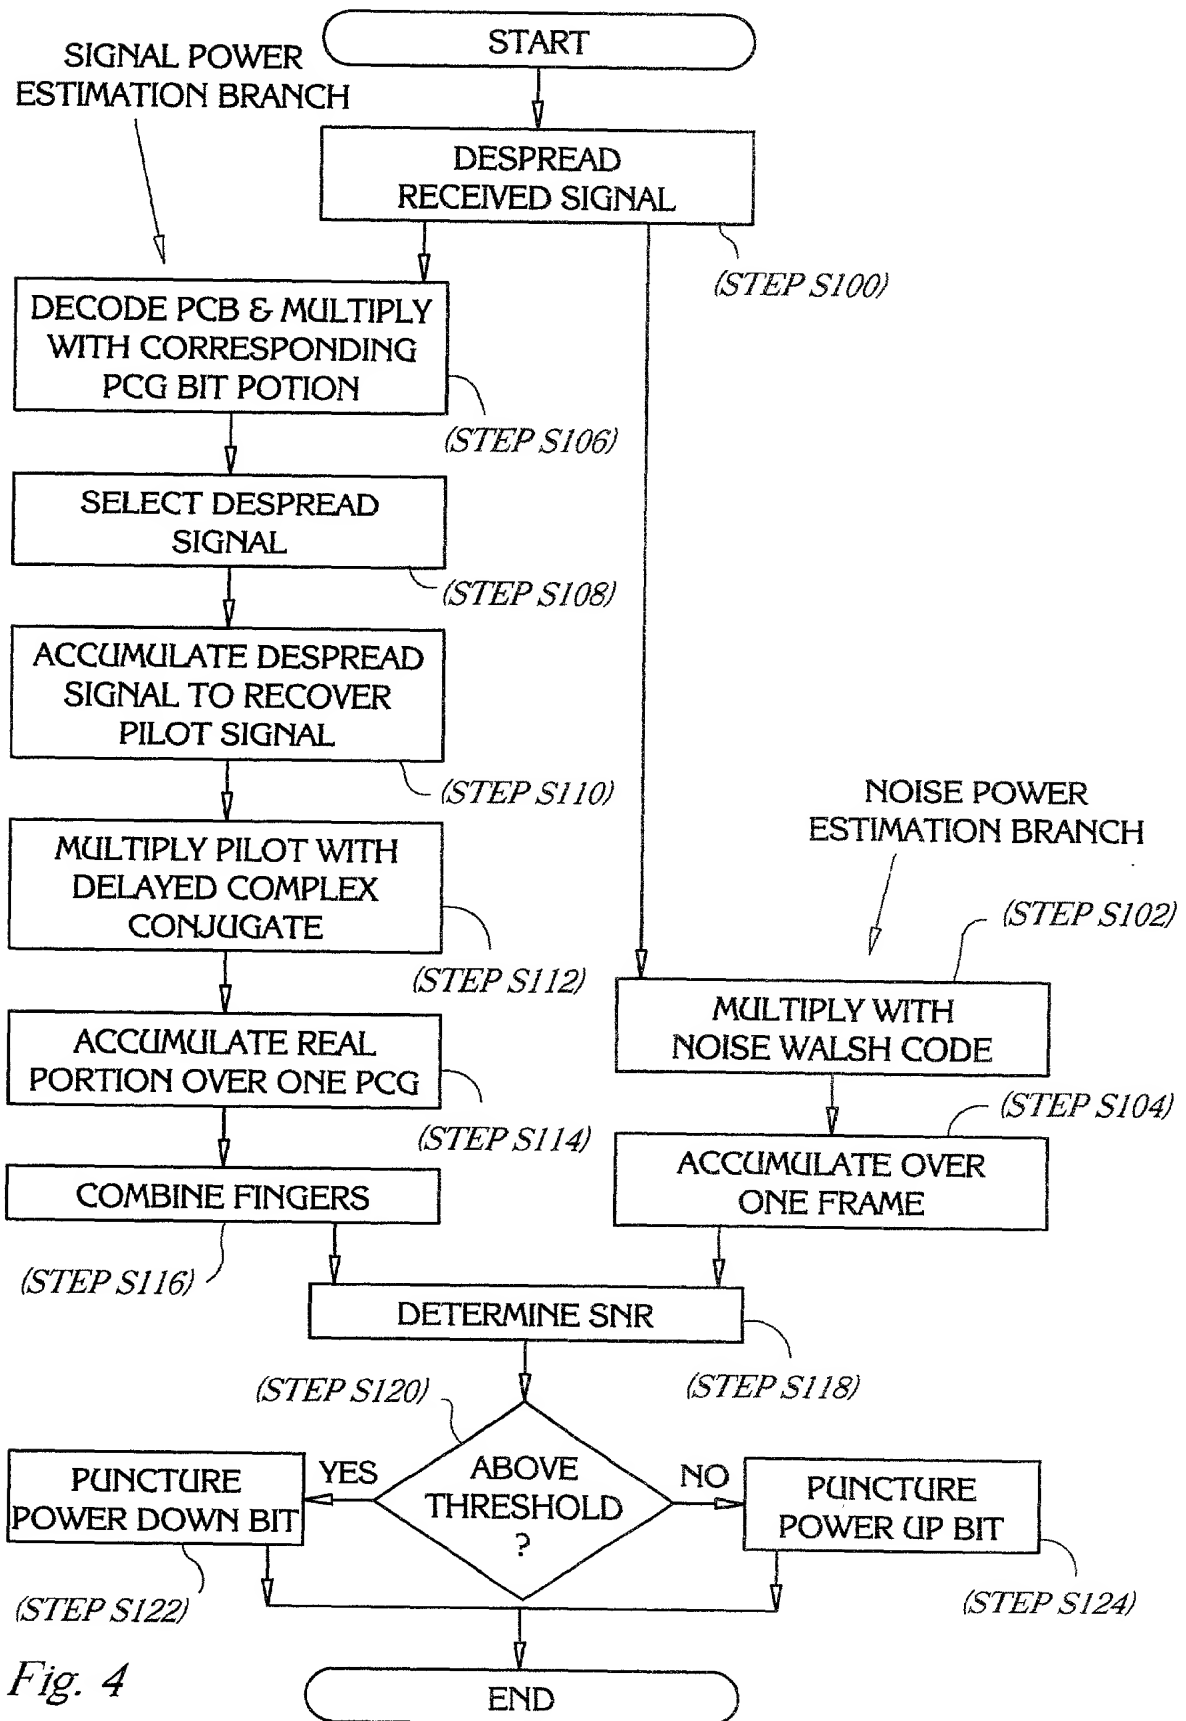 START
SIGNAL POWER
ESTIMATION BRANCH
DESPREAD
RECEIVED SIGNAL
(STEP S100)
DECODE PCB & MULTIPLY
WITH CORRESPONDING
PCG BIT POTION
(STEP S106)
SELECT DESPREAD
SIGNAL
(STEP S108)
ACCUMULATE DESPREAD
SIGNAL TO RECOVER
PILOT SIGNAL
(STEP S110)
MULTIPLY PILOT WITH
DELAYED COMPLEX
CONJUGATE
(STEP S112)
ACCUMULATE REAL
PORTION OVER ONE PCG
(STEP S114)
COMBINE FINGERS
(STEP S116)
NOISE POWER
ESTIMATION BRANCH
(STEP S102)
MULTIPLY WITH
NOISE WALSH CODE
(STEP S104)
ACCUMULATE OVER
ONE FRAME
DETERMINE SNR
(STEP S118)
(STEP S120)
ABOVE
THRESHOLD
?
YES
NO
PUNCTURE
POWER DOWN BIT
(STEP S122)
PUNCTURE
POWER UP BIT
(STEP S124)
END
Fig. 4